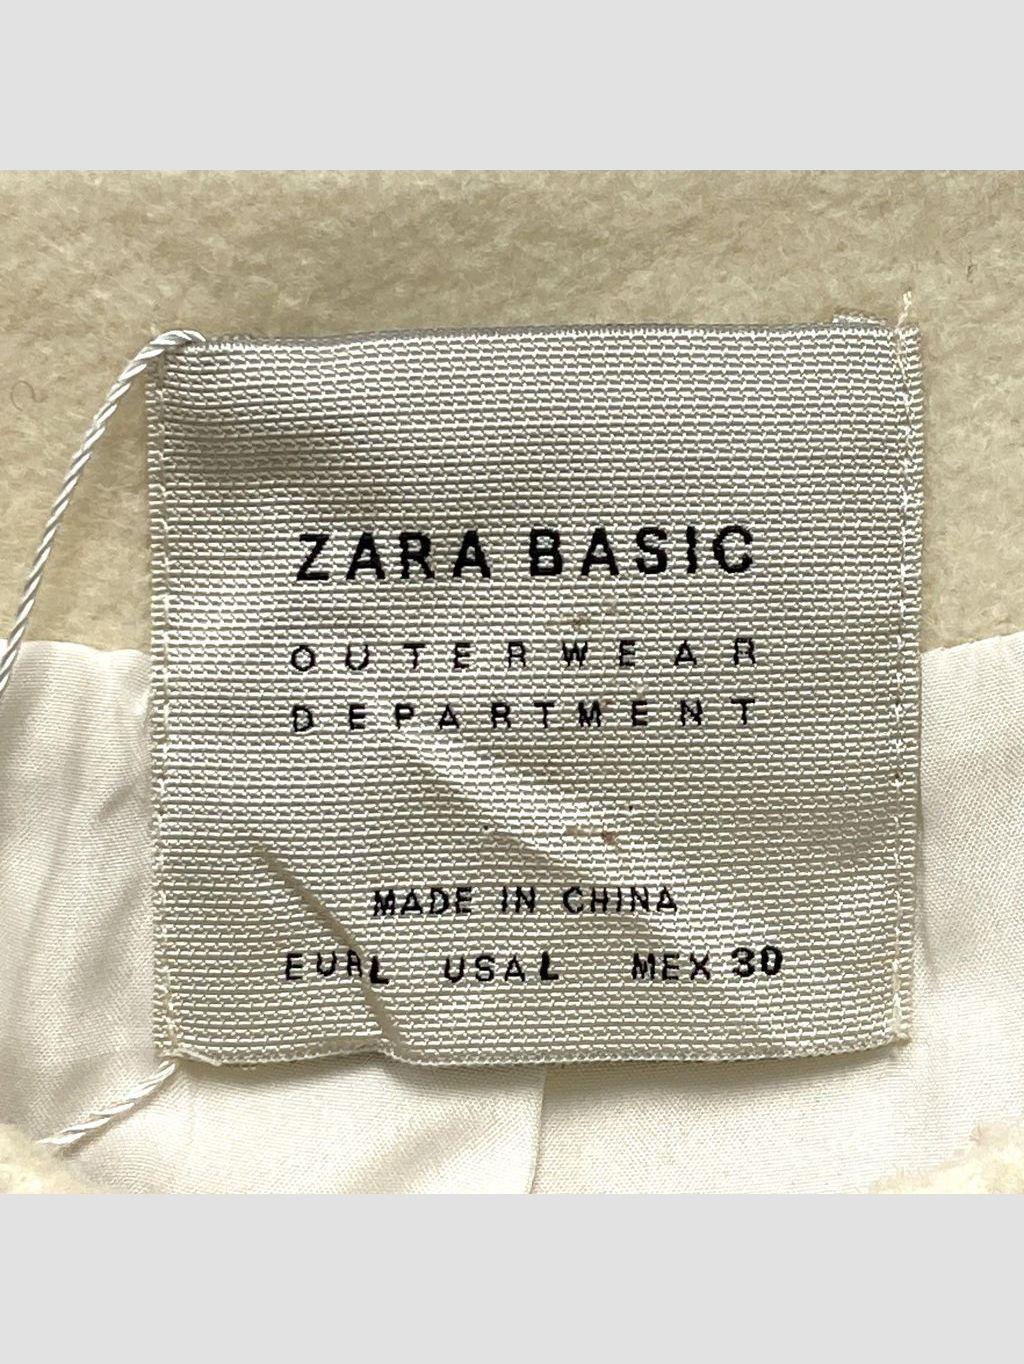 ZARA BASIC
OUTERWEAR
DEPARTMENT
MADE IN CHINA
EUR L USA L MEX 30